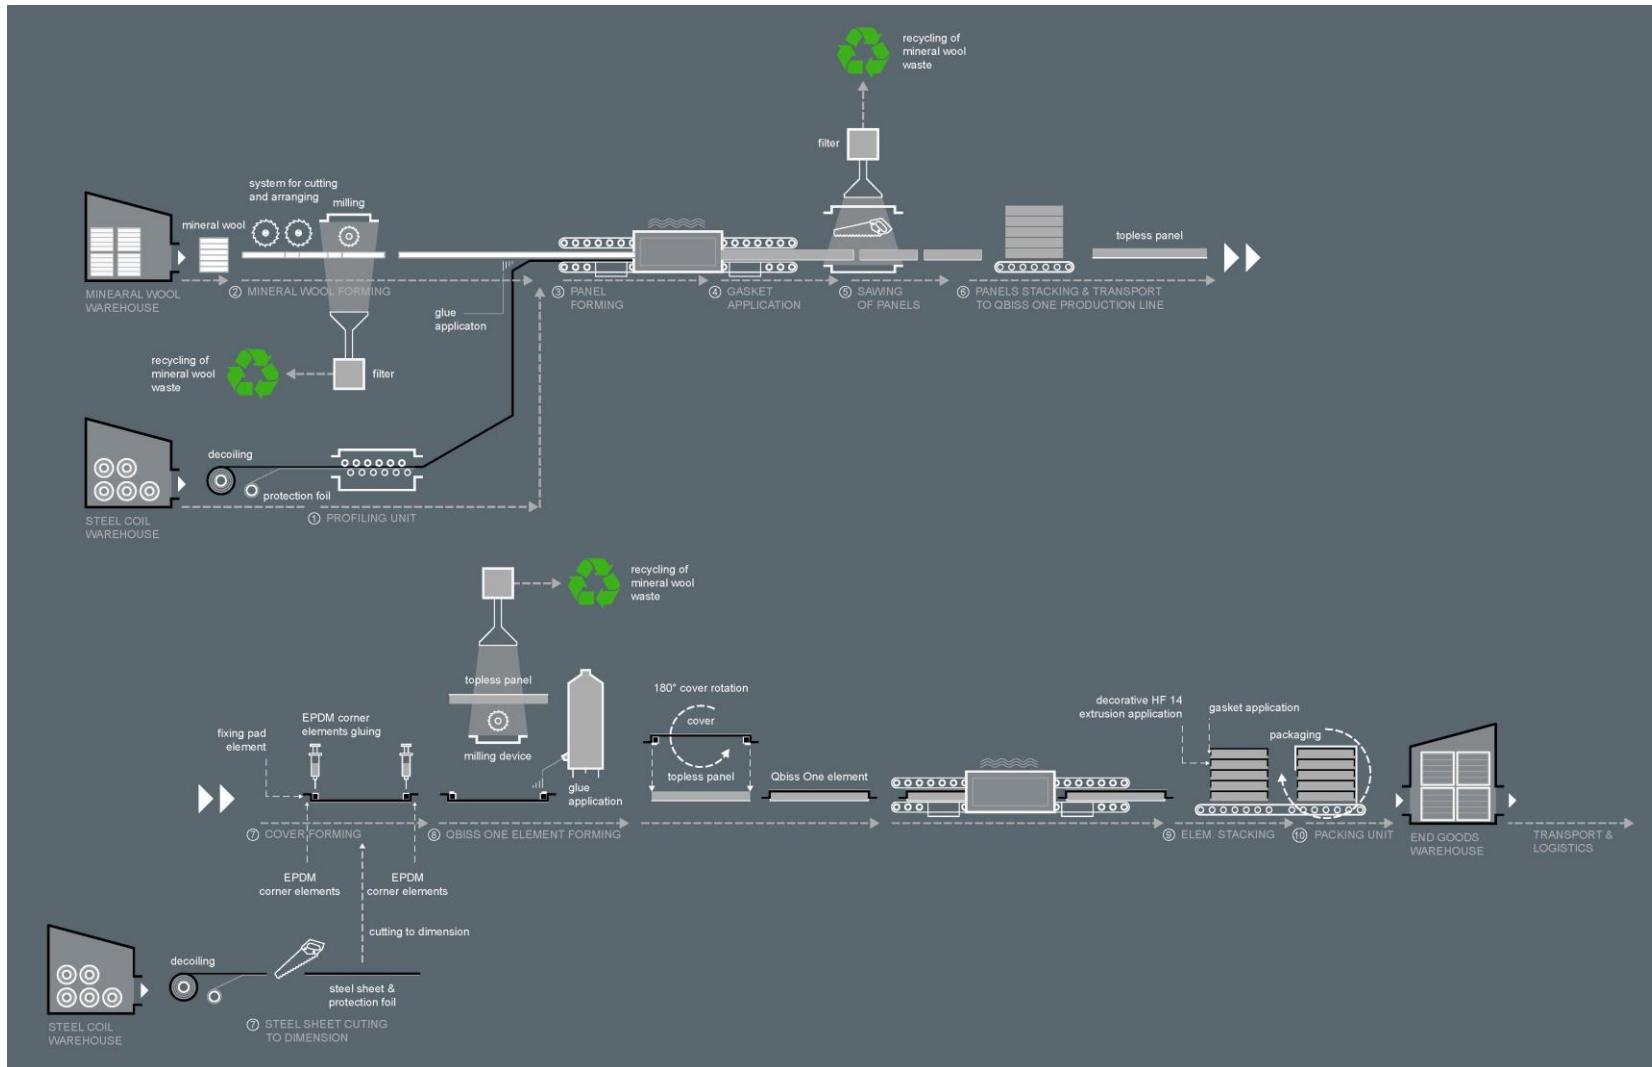 recycling of
mineral wool
waste
filter
system for cutting
and arranging
milling
mineral wool
topless panel
MINEARAL WOOL
WAREHOUSE
② MINERAL WOOL FORMING
③ PANEL
FORMING
④ GASKET
APPLICATION
⑤ SAWING
OF PANELS
⑥ PANELS STACKING & TRANSPORT
TO QBISS ONE PRODUCTION LINE
glue
applicaton
recycling of
mineral wool
waste
filter
decoiling
protection foil
① PROFILING UNIT
STEEL COIL
WAREHOUSE
recycling of
mineral wool
waste
topless panel
milling device
glue
application
fixing pad
element
EPDM corner
elements gluing
180° cover rotation
cover
topless panel
Qbiss One element
decorative HF 14
extrusion application
gasket application
packaging
⑦ COVER FORMING
⑧ QBISS ONE ELEMENT FORMING
⑨ ELEM. STACKING
⑩ PACKING UNIT
END GOODS
WAREHOUSE
TRANSPORT &
LOGISTICS
EPDM
corner elements
EPDM
corner elements
cutting to dimension
decoiling
steel sheet &
protection foil
⑦ STEEL SHEET CUTING
TO DIMENSION
STEEL COIL
WAREHOUSE